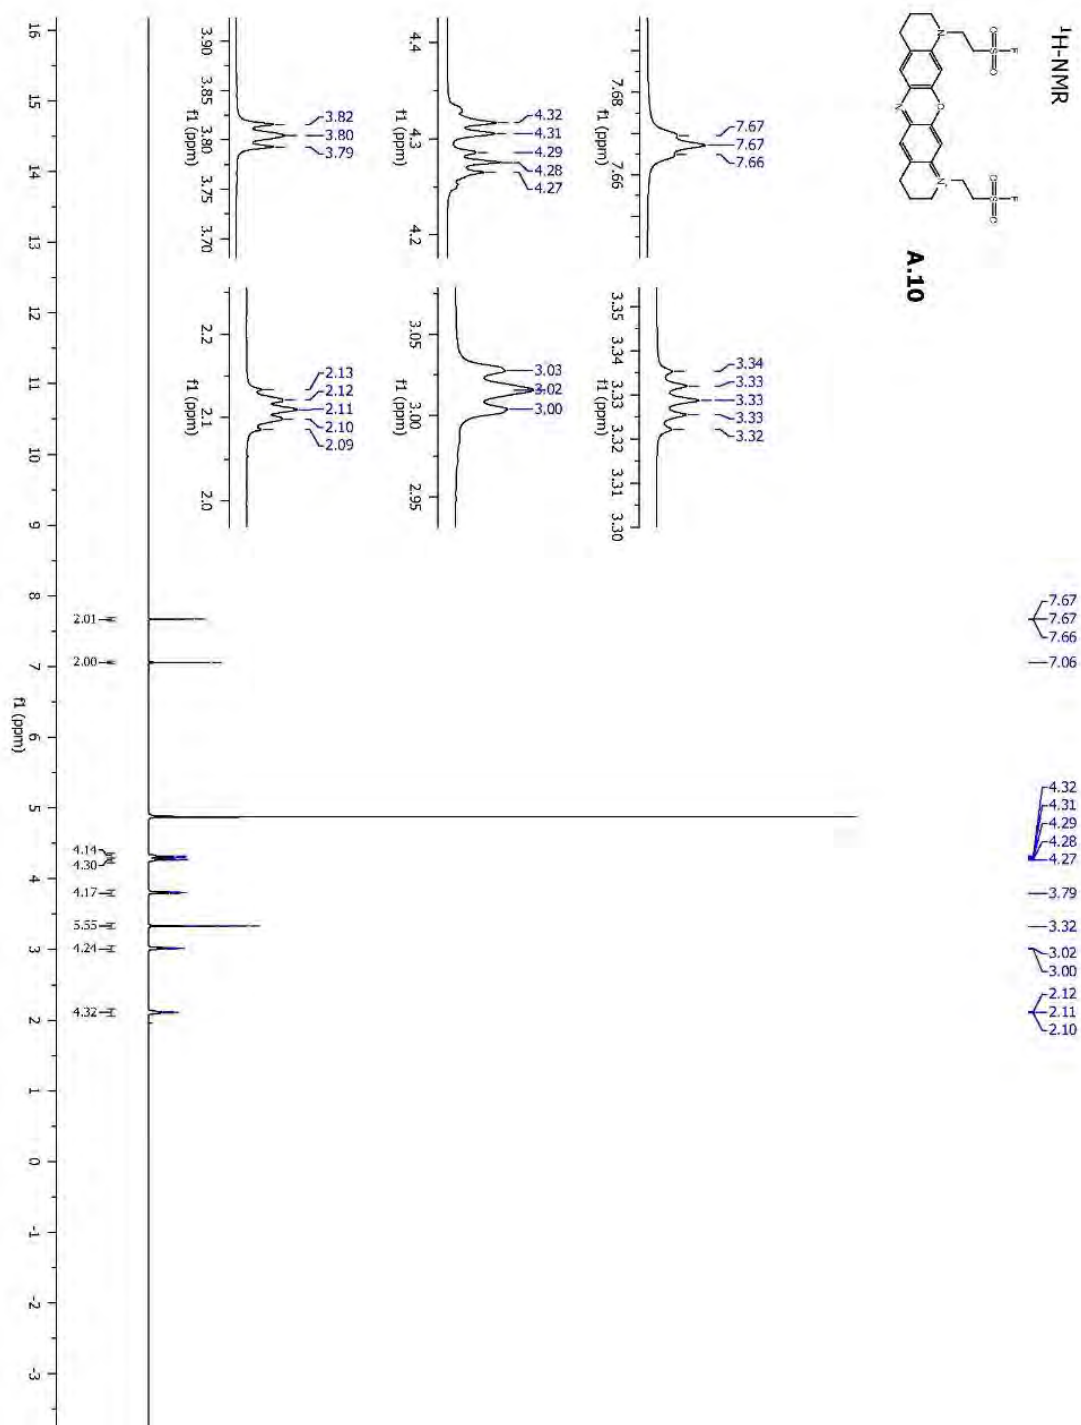 ¹H-NMR
7.67
7.67
7.66
7.06
4.32
4.31
4.29
4.28
4.27
3.79
3.32
3.02
3.00
2.12
2.11
2.10
F F
O S O O S O
N O N⁺
N
A.10
7.67
7.67
7.66
7.68 7.66
f1 (ppm)
3.34
3.33
3.33
3.33
3.32
3.35 3.34 3.33 3.32 3.31 3.30
f1 (ppm)
4.32
4.31
4.29
4.28
4.27
4.4 4.3 4.2
f1 (ppm)
3.03
3.02
3.00
3.05 3.00 2.95
f1 (ppm)
3.82
3.80
3.79
3.90 3.85 3.80 3.75 3.70
f1 (ppm)
2.13
2.12
2.11
2.10
2.09
2.2 2.1 2.0
f1 (ppm)
2.01 2.00 4.14 4.30 4.17 5.55 4.24 4.32
16 15 14 13 12 11 10 9 8 7 6 5 4 3 2 1 0 -1 -2 -3
f1 (ppm)